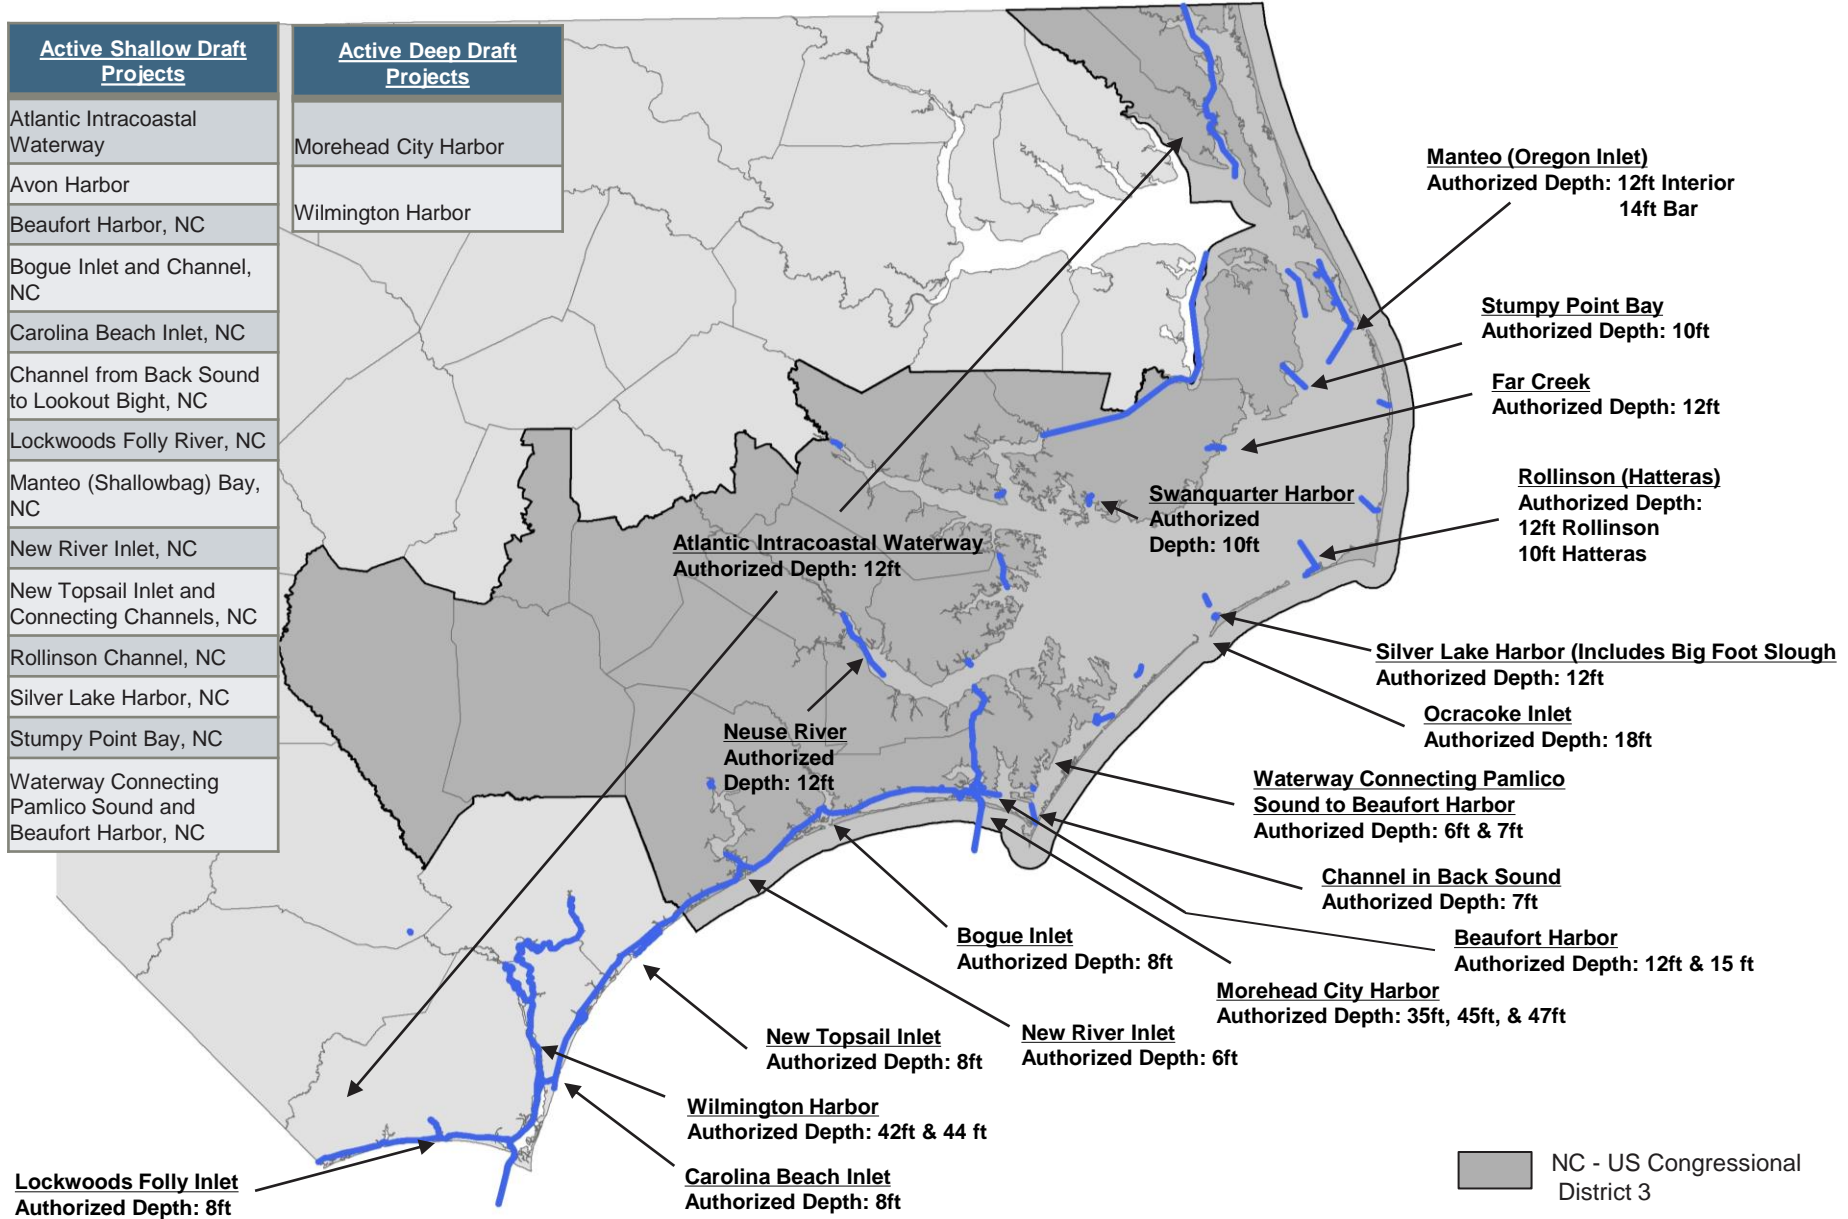 Active Shallow Draft
Projects
Atlantic Intracoastal
Waterway
Avon Harbor
Beaufort Harbor, NC
Bogue Inlet and Channel,
NC
Carolina Beach Inlet, NC
Channel from Back Sound
to Lookout Bight, NC
Lockwoods Folly River, NC
Manteo (Shallowbag) Bay,
NC
New River Inlet, NC
New Topsail Inlet and
Connecting Channels, NC
Rollinson Channel, NC
Silver Lake Harbor, NC
Stumpy Point Bay, NC
Waterway Connecting
Pamlico Sound and
Beaufort Harbor, NC
Active Deep Draft
Projects
Morehead City Harbor
Wilmington Harbor
Manteo (Oregon Inlet)
Authorized Depth: 12ft Interior
14ft Bar
Stumpy Point Bay
Authorized Depth: 10ft
Far Creek
Authorized Depth: 12ft
Rollinson (Hatteras)
Authorized Depth:
12ft Rollinson
10ft Hatteras
Swanquarter Harbor
Authorized
Depth: 10ft
Atlantic Intracoastal Waterway
Authorized Depth: 12ft
Silver Lake Harbor (Includes Big Foot Slough
Authorized Depth: 12ft
Ocracoke Inlet
Authorized Depth: 18ft
Neuse River
Authorized
Depth: 12ft
Waterway Connecting Pamlico
Sound to Beaufort Harbor
Authorized Depth: 6ft & 7ft
Channel in Back Sound
Authorized Depth: 7ft
Beaufort Harbor
Authorized Depth: 12ft & 15 ft
Bogue Inlet
Authorized Depth: 8ft
Morehead City Harbor
Authorized Depth: 35ft, 45ft, & 47ft
New River Inlet
Authorized Depth: 6ft
New Topsail Inlet
Authorized Depth: 8ft
Wilmington Harbor
Authorized Depth: 42ft & 44 ft
Carolina Beach Inlet
Authorized Depth: 8ft
Lockwoods Folly Inlet
Authorized Depth: 8ft
NC - US Congressional
District 3